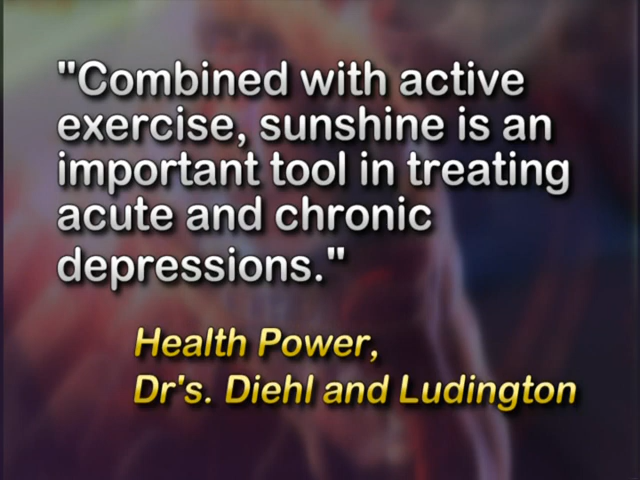 "Combined with active
exercise, sunshine is an
important tool in treating
acute and chronic
depressions."
Health Power,
Dr's. Diehl and Ludington